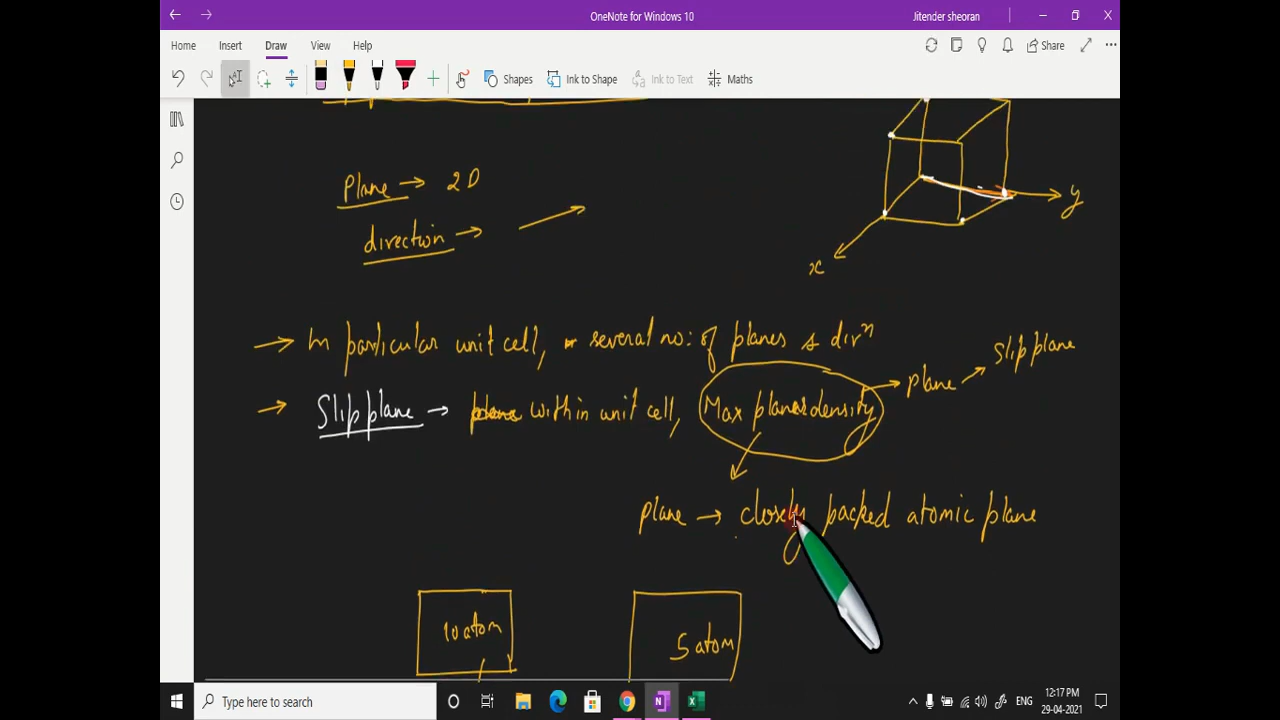 OneNote for Windows 10
Jitender sheoran
Home Insert Draw View Help
Share
Shapes Ink to Shape Ink to Text Maths
Plane → 2D
direction →
y
x
→ In particular unit cell, several no: of planes & dirⁿ
→ Slip plane → within unit cell, Max planar density → plane → Slip plane
plane → closely packed atomic plane
10 atom
5 atom
Type here to search
ENG
12:17 PM
29-04-2021